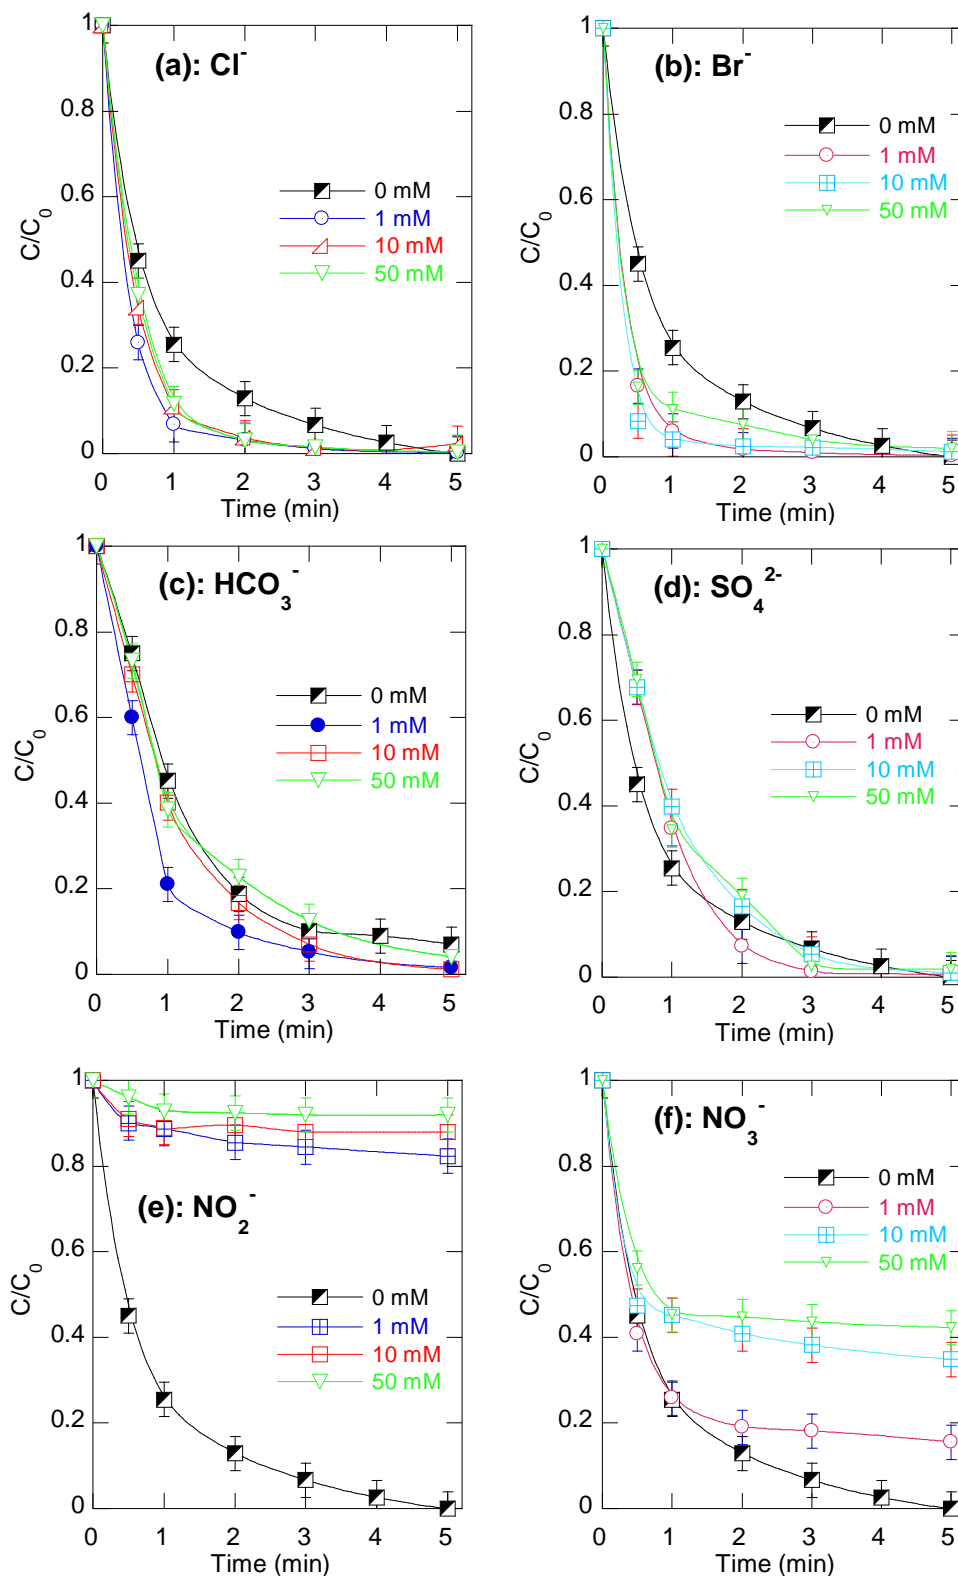 (a): Cl⁻
1
0.8
0.6
0.4
0.2
0
C/C₀
0 mM
1 mM
10 mM
50 mM
0 1 2 3 4 5
Time (min)
(b): Br⁻
1
0.8
0.6
0.4
0.2
0
C/C₀
0 mM
1 mM
10 mM
50 mM
0 1 2 3 4 5
Time (min)
(c): HCO₃⁻
1
0.8
0.6
0.4
0.2
0
C/C₀
0 mM
1 mM
10 mM
50 mM
0 1 2 3 4 5
Time (min)
(d): SO₄²⁻
1
0.8
0.6
0.4
0.2
0
C/C₀
0 mM
1 mM
10 mM
50 mM
0 1 2 3 4 5
Time (min)
1
0.8
0.6
0.4
0.2
0
C/C₀
(e): NO₂⁻
0 mM
1 mM
10 mM
50 mM
0 1 2 3 4 5
Time (min)
(f): NO₃⁻
1
0.8
0.6
0.4
0.2
0
C/C₀
0 mM
1 mM
10 mM
50 mM
0 1 2 3 4 5
Time (min)